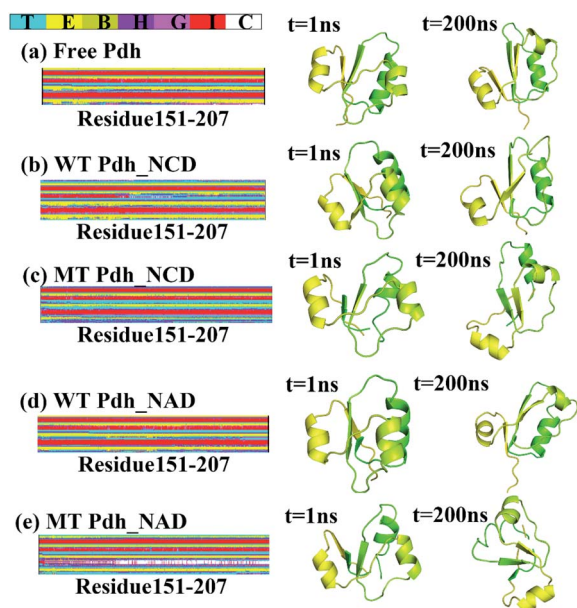 T E B H G I C
(a) Free Pdh
t=1ns
t=200ns
Residue151-207
(b) WT Pdh_NCD
t=1ns
t=200ns
Residue151-207
(c) MT Pdh_NCD
t=1ns
t=200ns
Residue151-207
(d) WT Pdh_NAD
t=1ns
t=200ns
Residue151-207
(e) MT Pdh_NAD
t=1ns
t=200ns
Residue151-207